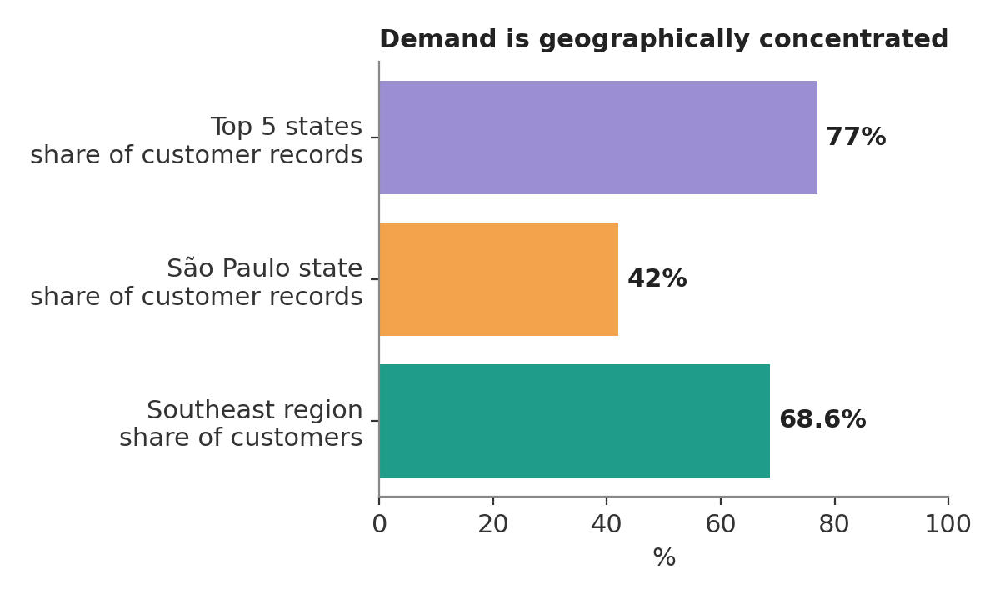 Demand is geographically concentrated
Top 5 states
share of customer records
77%
São Paulo state
share of customer records
42%
Southeast region
share of customers
68.6%
0 20 40 60 80 100
%